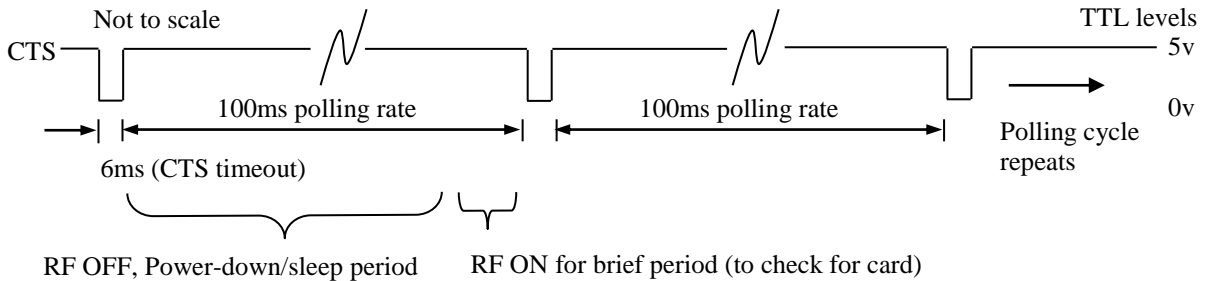 Not to scale
TTL levels
CTS
5v
100ms polling rate
100ms polling rate
0v
6ms (CTS timeout)
Polling cycle
repeats
RF OFF, Power-down/sleep period
RF ON for brief period (to check for card)